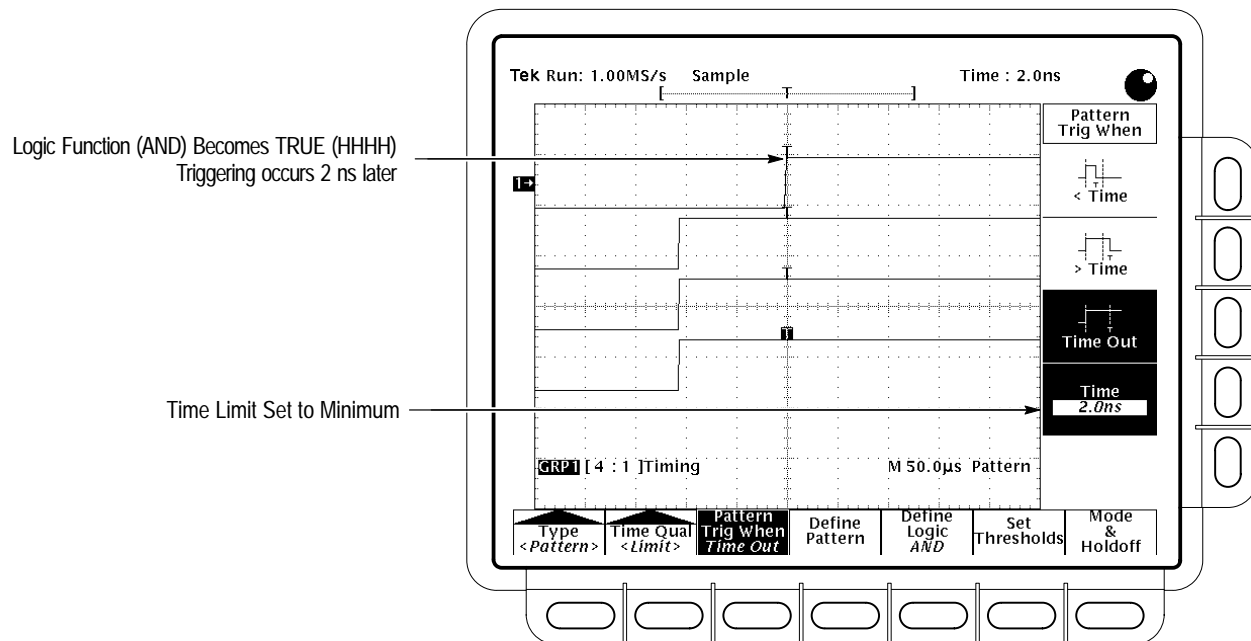 Tek Run: 1.00MS/s Sample Time : 2.0ns
[ T ]
Pattern
Trig When
Logic Function (AND) Becomes TRUE (HHHH)
Triggering occurs 2 ns later
T
1→
T
< Time
T
T
T
> Time
T
T
T
Time Out
Time
2.0ns
Time Limit Set to Minimum
GRP1 [ 4 : 1 ]Timing M 50.0µs Pattern
Type
<Pattern>
Time Qual
<Limit>
Pattern
Trig When
Time Out
Define
Pattern
Define
Logic
AND
Set
Thresholds
Mode
&
Holdoff